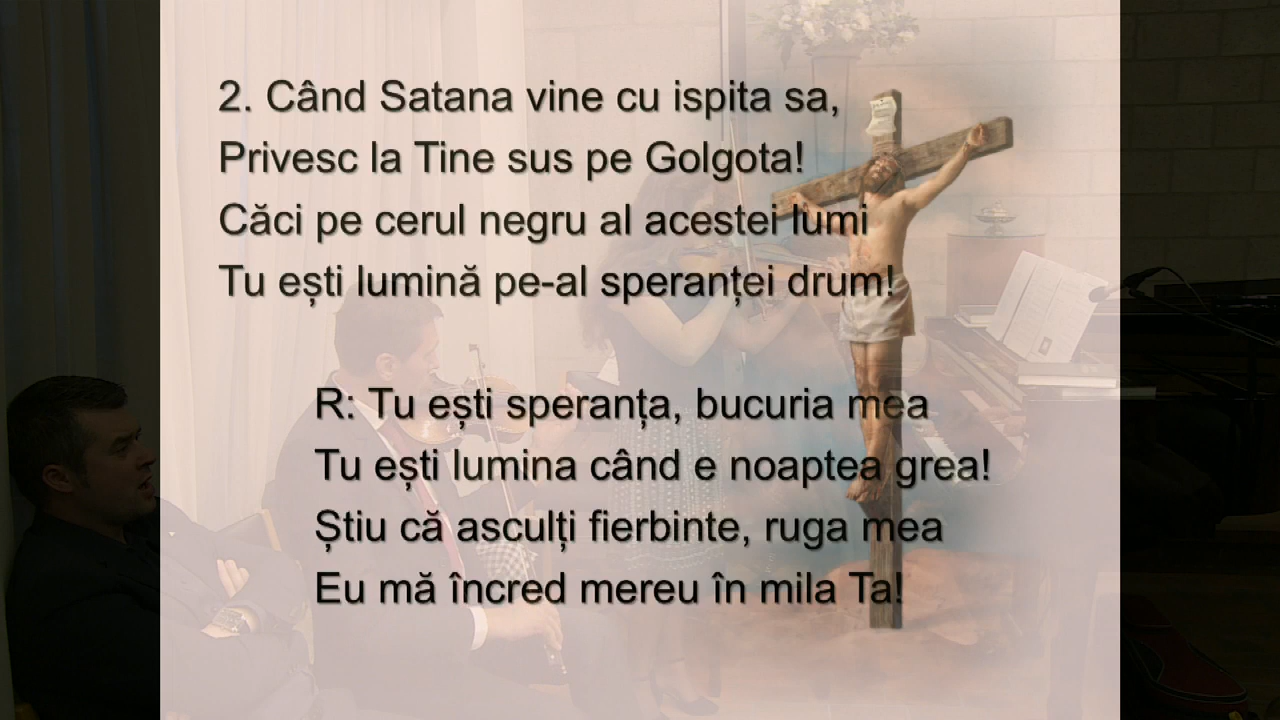 2. Când Satana vine cu ispita sa,
Privesc la Tine sus pe Golgota!
Căci pe cerul negru al acestei lumi
Tu ești lumină pe-al speranței drum!
R: Tu ești speranța, bucuria mea
Tu ești lumina când e noaptea grea!
Știu că asculți fierbinte, ruga mea
Eu mă încred mereu în mila Ta!